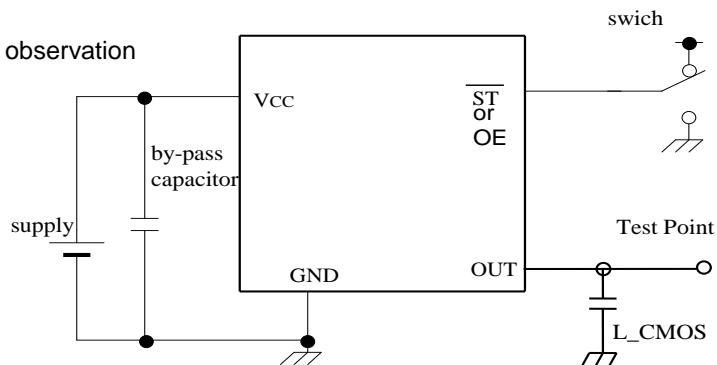 swich
observation
VCC
ST
or
OE
by-pass
capacitor
supply
Test Point
GND
OUT
L_CMOS